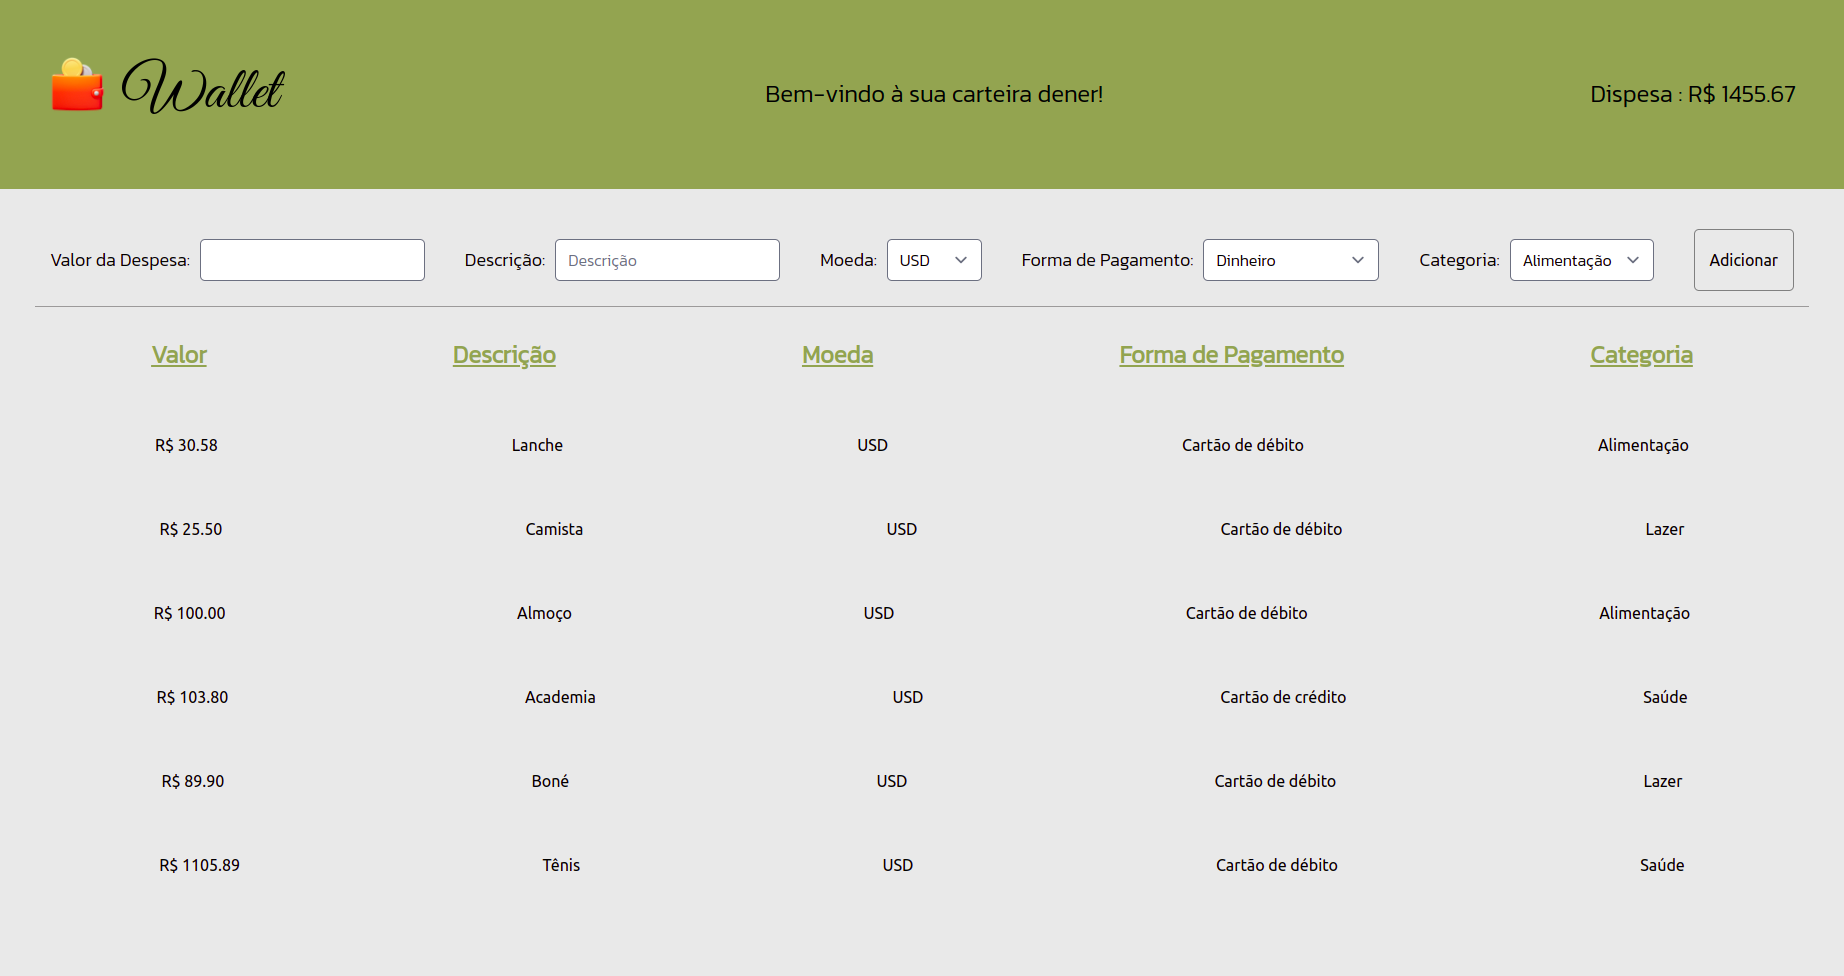 Wallet
Bem-vindo à sua carteira dener!
Dispesa : R$ 1455.67
Valor da Despesa: Descrição: Descrição Moeda: USD Forma de Pagamento: Dinheiro Categoria: Alimentação Adicionar
Valor Descrição Moeda Forma de Pagamento Categoria
R$ 30.58 Lanche USD Cartão de débito Alimentação
R$ 25.50 Camista USD Cartão de débito Lazer
R$ 100.00 Almoço USD Cartão de débito Alimentação
R$ 103.80 Academia USD Cartão de crédito Saúde
R$ 89.90 Boné USD Cartão de débito Lazer
R$ 1105.89 Tênis USD Cartão de débito Saúde